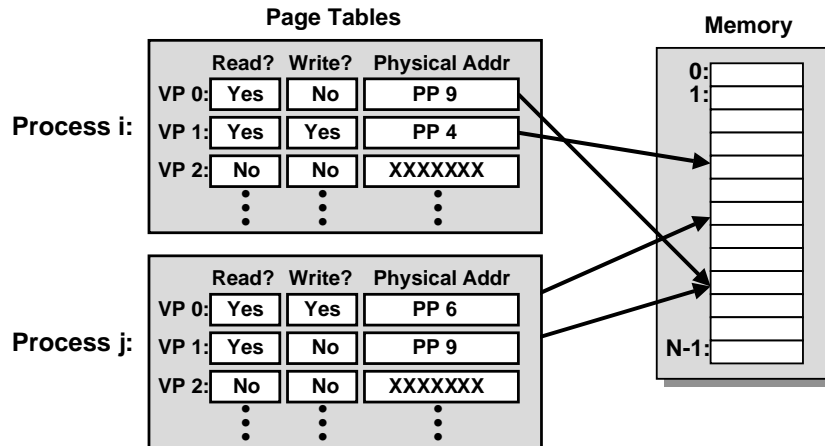 Page Tables
Memory
Process i:
Read? Write? Physical Addr
VP 0: Yes No PP 9
VP 1: Yes Yes PP 4
VP 2: No No XXXXXXX
Process j:
Read? Write? Physical Addr
VP 0: Yes Yes PP 6
VP 1: Yes No PP 9
VP 2: No No XXXXXXX
0:
1:
N-1: